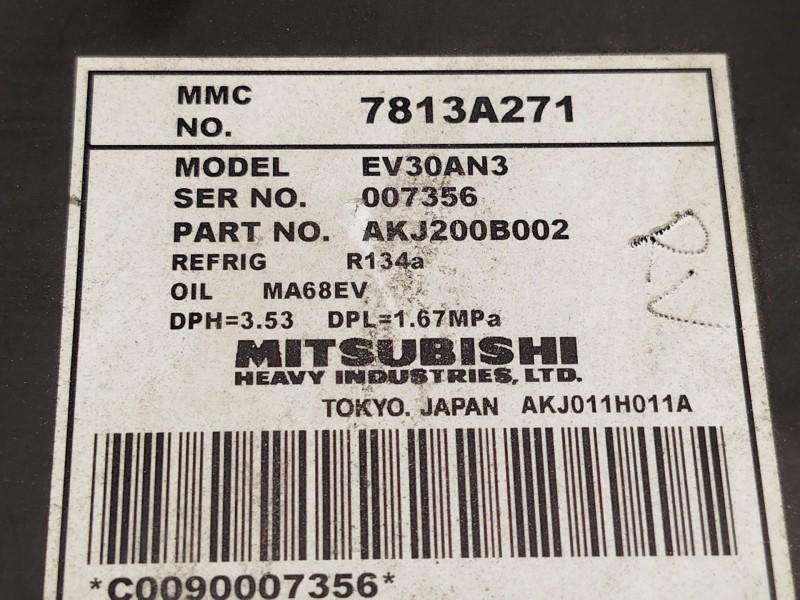 MMC NO. 7813A271
MODEL EV30AN3
SER NO. 007356
PART NO. AKJ200B002
REFRIG R134a
OIL MA68EV
DPH=3.53 DPL=1.67MPa
MITSUBISHI
HEAVY INDUSTRIES, LTD.
TOKYO. JAPAN AKJ011H011A
*C0090007356*